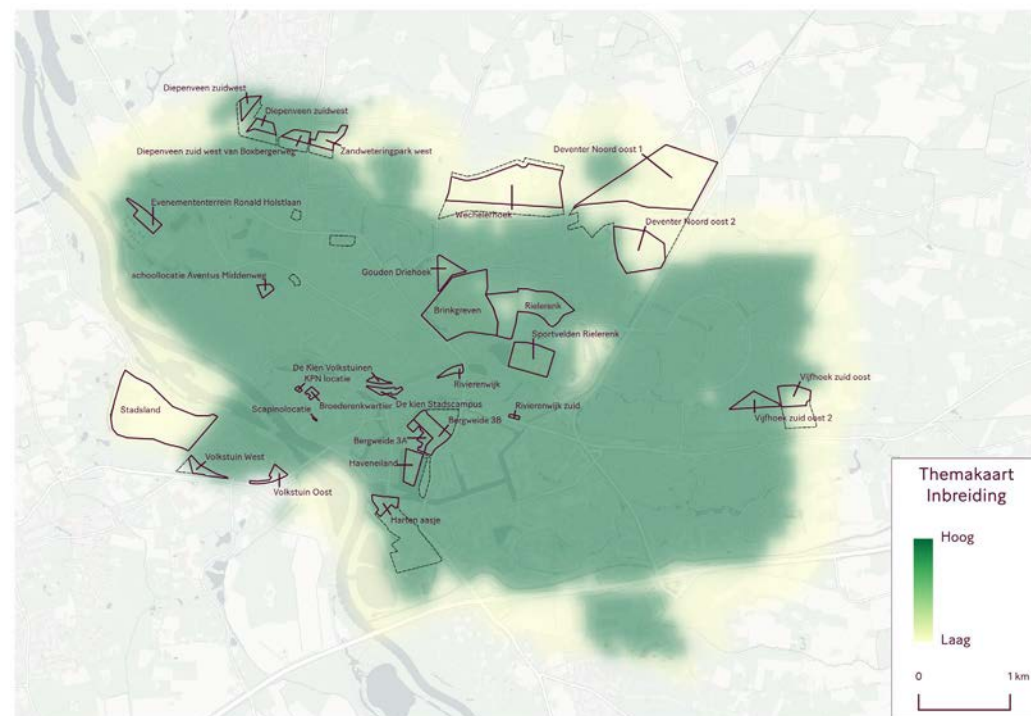 Diepenveen zuidwest
Diepenveen zuidwest
Diepenveen zuid west van Boxbergerweg
Zandweteringpark west
Deventer Noord oost 1
Wechelerhoek
Deventer Noord oost 2
Evenemententerrein Ronald Holstlaan
schoollocatie Aventus Middenweg
Gouden Driehoek
Brinkgreven
Rielerenk
Sportvelden Rielerenk
De Kien Volkstuinen
KPN locatie
Rivierenwijk
Vijfhoek zuid oost
Stadsland
Broederenkwartier
De kien Stadscampus
Scapinolocatie
Rivierenwijk zuid
Vijfhoek zuid oost 2
Bergweide 3B
Bergweide 3A
Haveneiland
Volkstuin West
Volkstuin Oost
Harten aasje
Themakaart
Inbreiding
Hoog
Laag
0 1 km